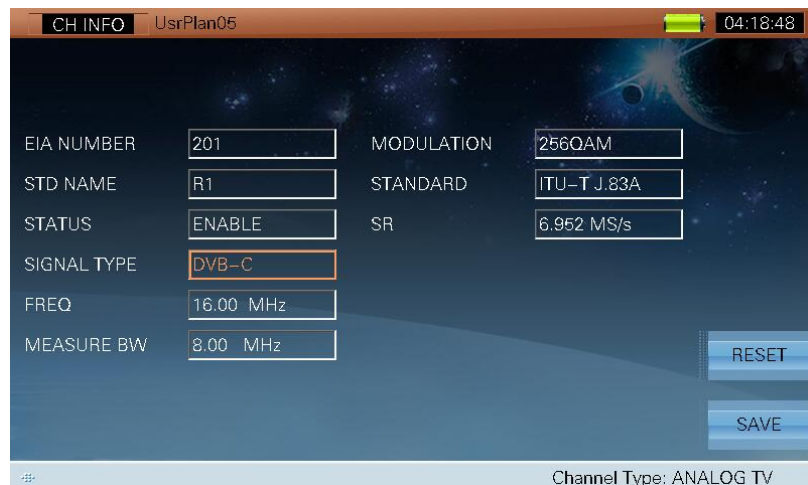 CH INFO UsrPlan05 04:18:48
EIA NUMBER 201 MODULATION 256QAM
STD NAME R1 STANDARD ITU-T J.83A
STATUS ENABLE SR 6.952 MS/s
SIGNAL TYPE DVB-C
FREQ 16.00 MHz
MEASURE BW 8.00 MHz
RESET
SAVE
Channel Type: ANALOG TV